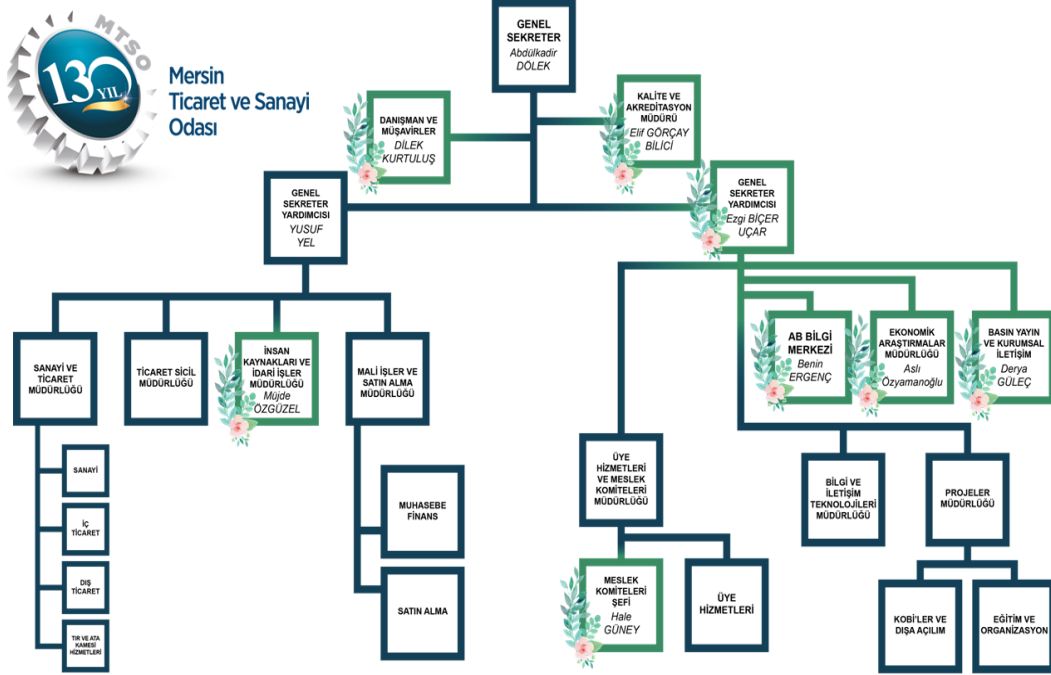 MTSO
130
YIL
Mersin
Ticaret ve Sanayi
Odası
GENEL
SEKRETER
Abdülkadir
DÖLEK
DANIŞMAN VE
MÜŞAVİRLER
DİLEK
KURTULUŞ
KALİTE VE
AKREDİTASYON
MÜDÜRÜ
Elif GÖRÇAY
BİLİCİ
GENEL
SEKRETER
YARDIMCISI
YUSUF
YEL
GENEL
SEKRETER
YARDIMCISI
Ezgi BİÇER
UÇAR
SANAYİ VE
TİCARET
MÜDÜRLÜĞÜ
TİCARET SİCİL
MÜDÜRLÜĞÜ
İNSAN
KAYNAKLARI VE
İDARİ İŞLER
MÜDÜRLÜĞÜ
Müjde
ÖZGÜZEL
MALİ İŞLER VE
SATIN ALMA
MÜDÜRLÜĞÜ
AB BİLGİ
MERKEZİ
Benin
ERGENÇ
EKONOMİK
ARAŞTIRMALAR
MÜDÜRLÜĞÜ
Aslı
Özyamanoğlu
BASIN YAYIN
VE KURUMSAL
İLETİŞİM
Derya
GÜLEÇ
SANAYİ
İÇ
TİCARET
DIŞ
TİCARET
TIR VE ATA
KARNESİ
HİZMETLERİ
MUHASEBE
FİNANS
SATIN ALMA
ÜYE
HİZMETLERİ
VE MESLEK
KOMİTELERİ
MÜDÜRLÜĞÜ
BİLGİ VE
İLETİŞİM
TEKNOLOJİLERİ
MÜDÜRLÜĞÜ
PROJELER
MÜDÜRLÜĞÜ
MESLEK
KOMİTELERİ
ŞEFİ
Hale
GÜNEY
ÜYE
HİZMETLERİ
KOBİ'LER VE
DIŞA AÇILIM
EĞİTİM VE
ORGANİZASYON